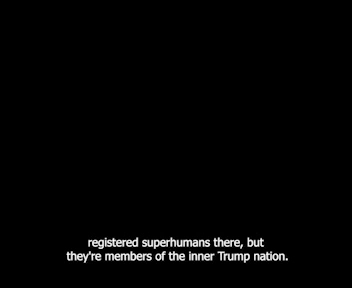 registered superhumans there, but
they're members of the inner Trump nation.